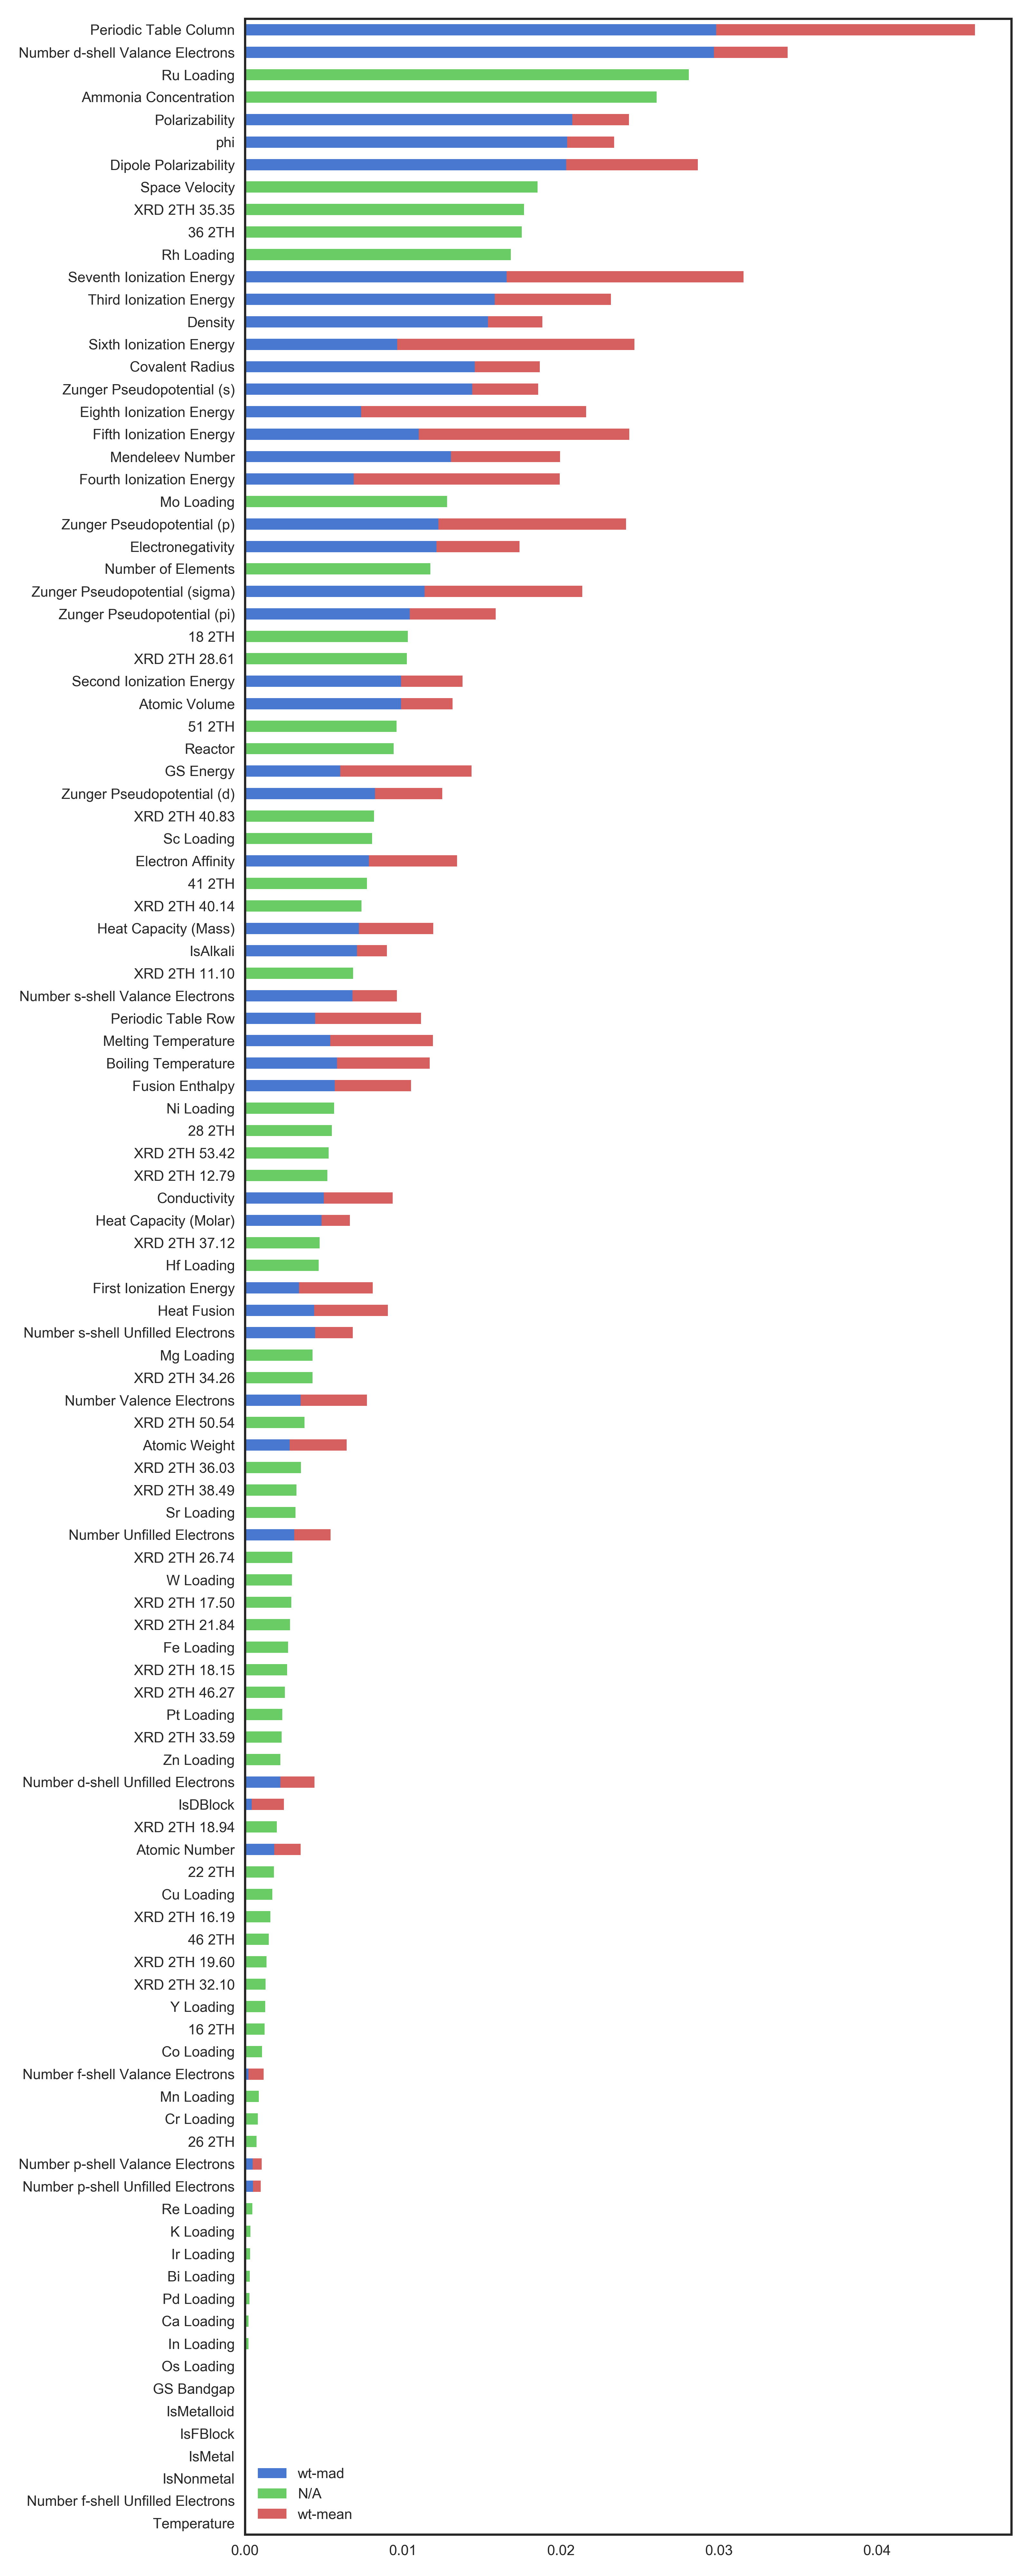 Periodic Table Column
Number d-shell Valance Electrons
Ru Loading
Ammonia Concentration
Polarizability
phi
Dipole Polarizability
Space Velocity
XRD 2TH 35.35
36 2TH
Rh Loading
Seventh Ionization Energy
Third Ionization Energy
Density
Sixth Ionization Energy
Covalent Radius
Zunger Pseudopotential (s)
Eighth Ionization Energy
Fifth Ionization Energy
Mendeleev Number
Fourth Ionization Energy
Mo Loading
Zunger Pseudopotential (p)
Electronegativity
Number of Elements
Zunger Pseudopotential (sigma)
Zunger Pseudopotential (pi)
18 2TH
XRD 2TH 28.61
Second Ionization Energy
Atomic Volume
51 2TH
Reactor
GS Energy
Zunger Pseudopotential (d)
XRD 2TH 40.83
Sc Loading
Electron Affinity
41 2TH
XRD 2TH 40.14
Heat Capacity (Mass)
IsAlkali
XRD 2TH 11.10
Number s-shell Valance Electrons
Periodic Table Row
Melting Temperature
Boiling Temperature
Fusion Enthalpy
Ni Loading
28 2TH
XRD 2TH 53.42
XRD 2TH 12.79
Conductivity
Heat Capacity (Molar)
XRD 2TH 37.12
Hf Loading
First Ionization Energy
Heat Fusion
Number s-shell Unfilled Electrons
Mg Loading
XRD 2TH 34.26
Number Valence Electrons
XRD 2TH 50.54
Atomic Weight
XRD 2TH 36.03
XRD 2TH 38.49
Sr Loading
Number Unfilled Electrons
XRD 2TH 26.74
W Loading
XRD 2TH 17.50
XRD 2TH 21.84
Fe Loading
XRD 2TH 18.15
XRD 2TH 46.27
Pt Loading
XRD 2TH 33.59
Zn Loading
Number d-shell Unfilled Electrons
IsDBlock
XRD 2TH 18.94
Atomic Number
22 2TH
Cu Loading
XRD 2TH 16.19
46 2TH
XRD 2TH 19.60
XRD 2TH 32.10
Y Loading
16 2TH
Co Loading
Number f-shell Valance Electrons
Mn Loading
Cr Loading
26 2TH
Number p-shell Valance Electrons
Number p-shell Unfilled Electrons
Re Loading
K Loading
Ir Loading
Bi Loading
Pd Loading
Ca Loading
In Loading
Os Loading
GS Bandgap
IsMetalloid
IsFBlock
IsMetal
IsNonmetal
Number f-shell Unfilled Electrons
Temperature
wt-mad
N/A
wt-mean
0.00 0.01 0.02 0.03 0.04